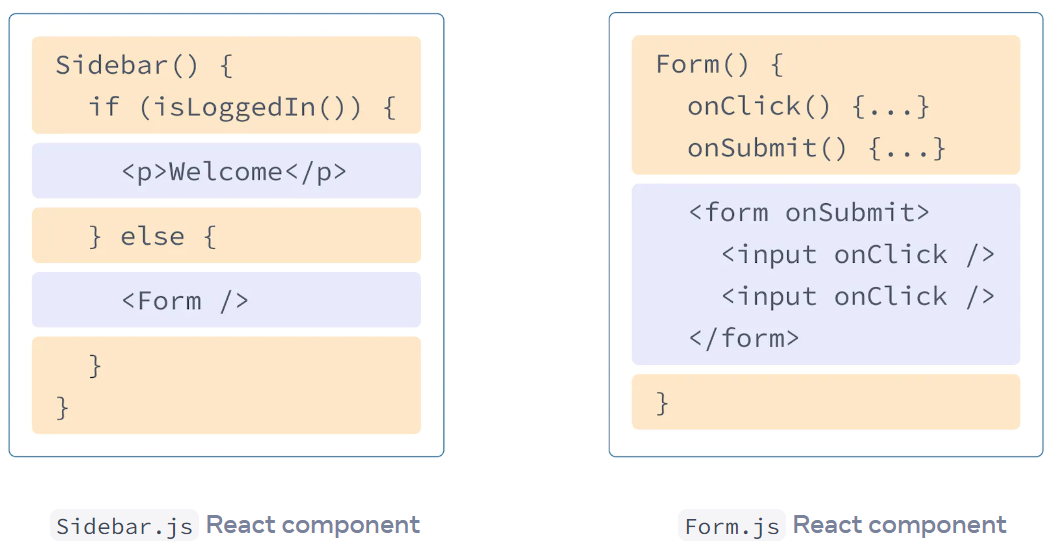 Sidebar() {
if (isLoggedIn()) {
<p>Welcome</p>
} else {
<Form />
}
}
Sidebar.js React component
Form() {
onClick() {...}
onSubmit() {...}
<form onSubmit>
<input onClick />
<input onClick />
</form>
}
Form.js React component